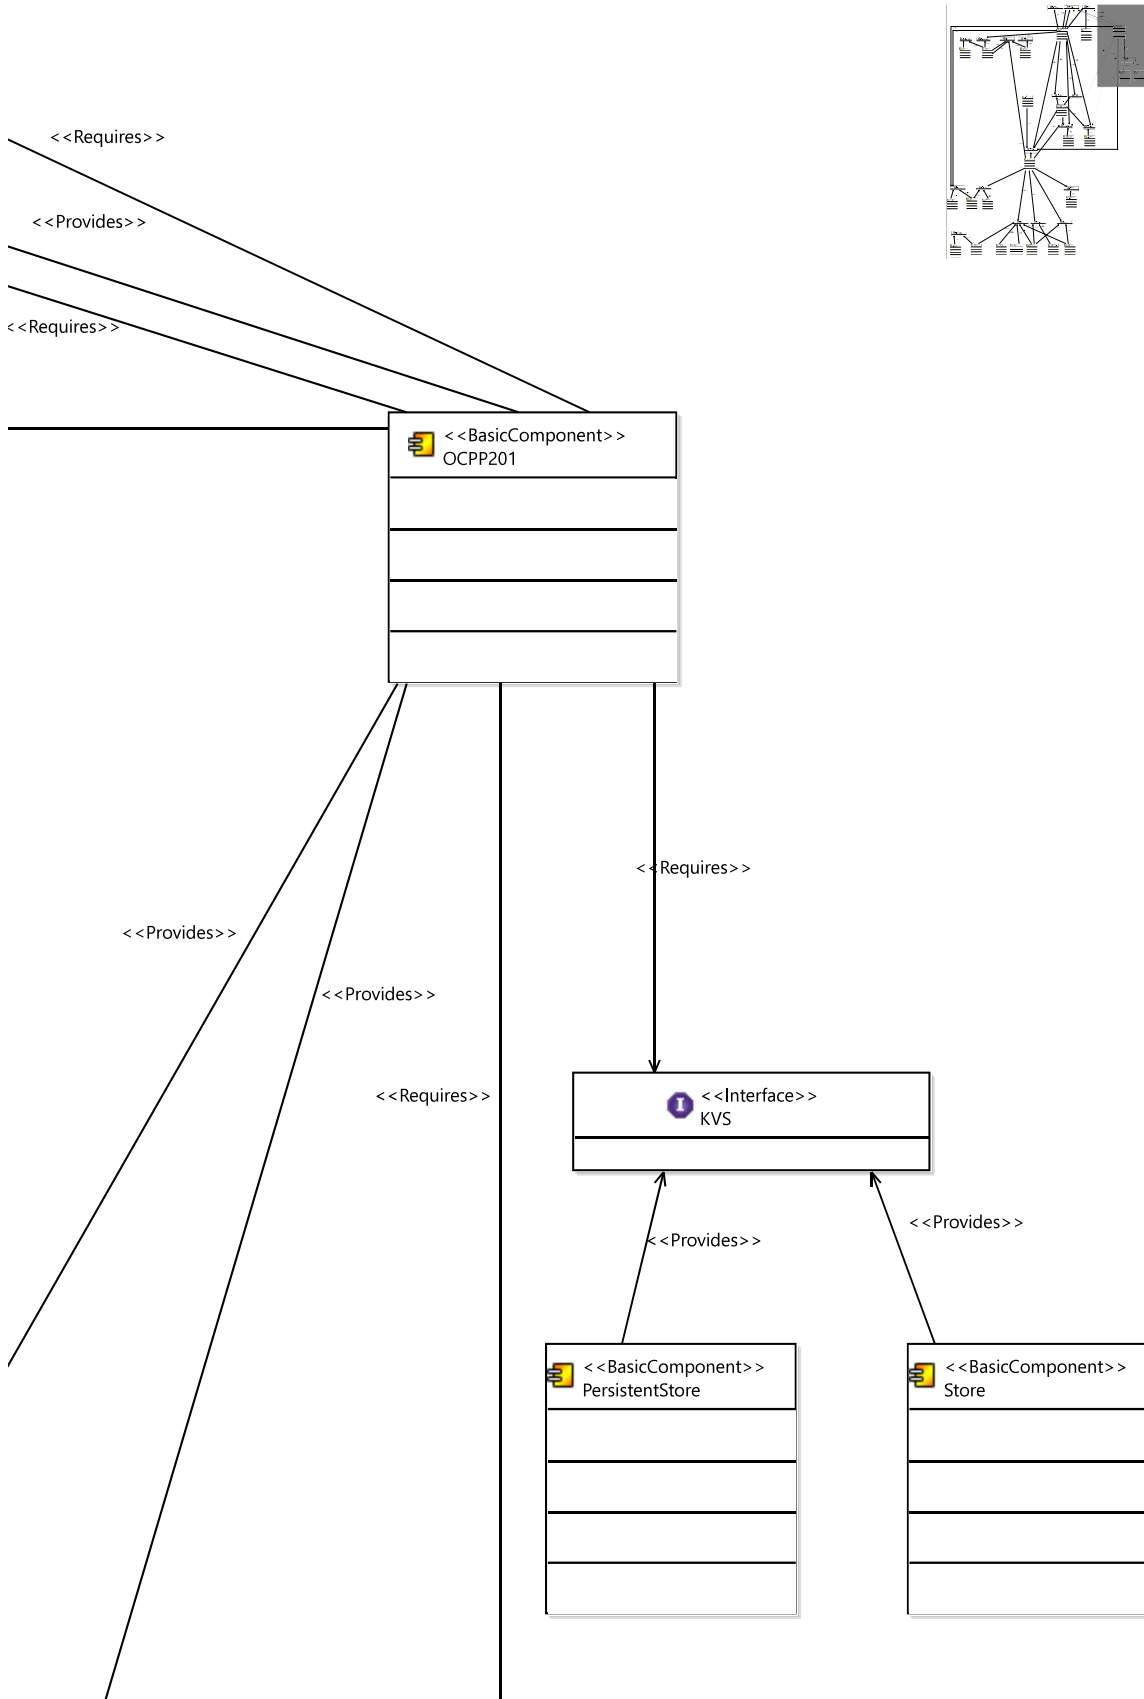 <<Requires>>
<<Provides>>
<<Requires>>
<<BasicComponent>>
OCPP201
<<Requires>>
<<Provides>>
<<Provides>>
<<Requires>>
<<Interface>>
KVS
<<Provides>>
<<Provides>>
<<BasicComponent>>
PersistentStore
<<BasicComponent>>
Store